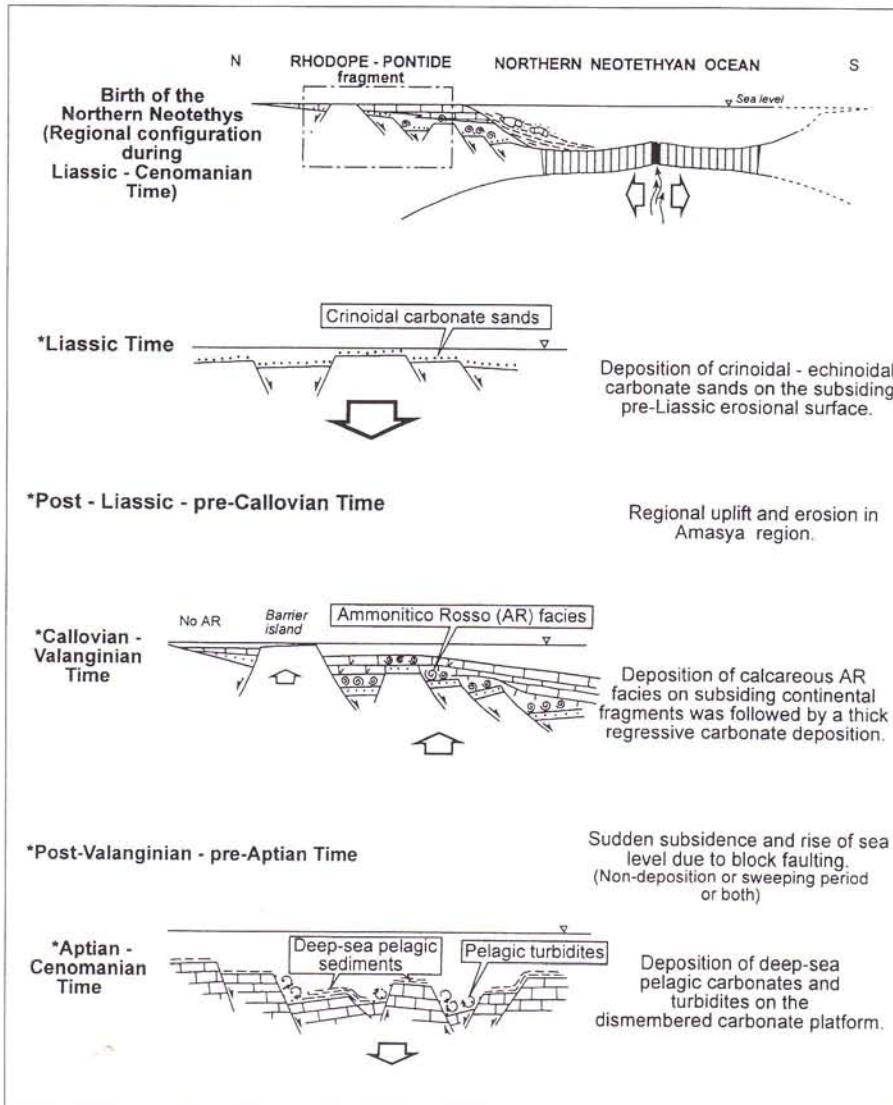 N RHODOPE - PONTIDE NORTHERN NEOTETHYAN OCEAN S
fragment
Sea level
Birth of the
Northern Neotethys
(Regional configuration
during
Liassic - Cenomanian
Time)
Crinoidal carbonate sands
*Liassic Time
Deposition of crinoidal - echinoidal
carbonate sands on the subsiding
pre-Liassic erosional surface.
*Post - Liassic - pre-Callovian Time
Regional uplift and erosion in
Amasya region.
No AR
Barrier
island
Ammonitico Rosso (AR) facies
*Callovian -
Valanginian
Time
Deposition of calcareous AR
facies on subsiding continental
fragments was followed by a thick
regressive carbonate deposition.
*Post-Valanginian - pre-Aptian Time
Sudden subsidence and rise of sea
level due to block faulting.
(Non-deposition or sweeping period
or both)
*Aptian -
Cenomanian
Time
Deep-sea pelagic
sediments
Pelagic turbidites
Deposition of deep-sea
pelagic carbonates and
turbidites on the
dismembered carbonate platform.